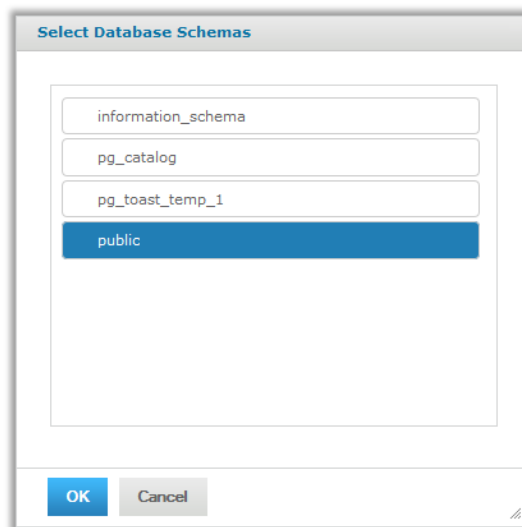 Select Database Schemas
information_schema
pg_catalog
pg_toast_temp_1
public
OK
Cancel